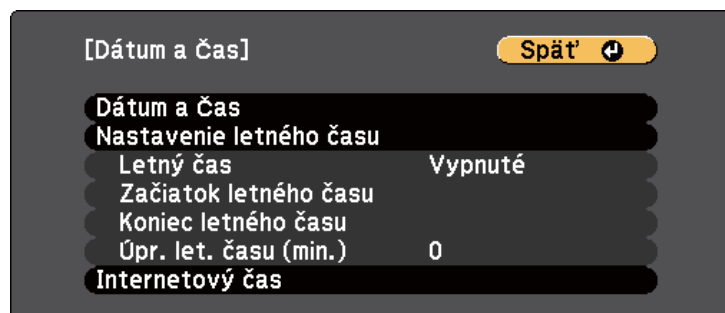 [Dátum a Čas] Späť
Dátum a Čas
Nastavenie letného času
Letný čas Vypnuté
Začiatok letného času
Koniec letného času
Úpr. let. času (min.) 0
Internetový čas